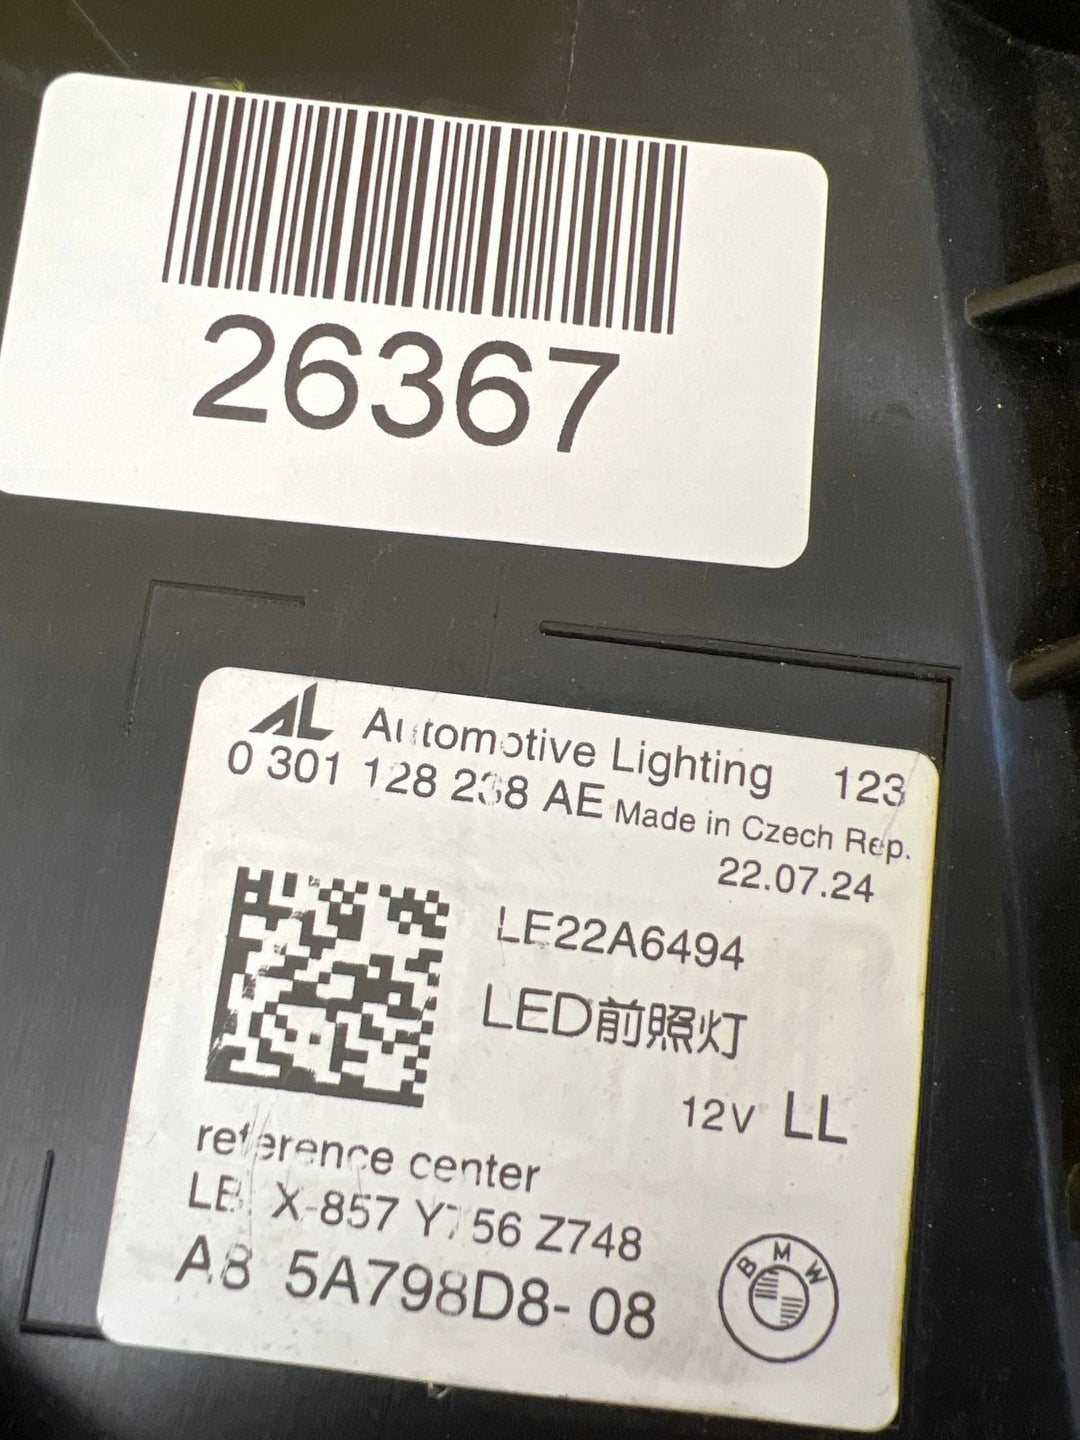 26367
AL Automotive Lighting 123
0 301 128 238 AE Made in Czech Rep.
22.07.24
LE22A6494
LED前照灯
12V LL
reference center
X-857 Y756 Z748
A8 5A798D8-08
BMW